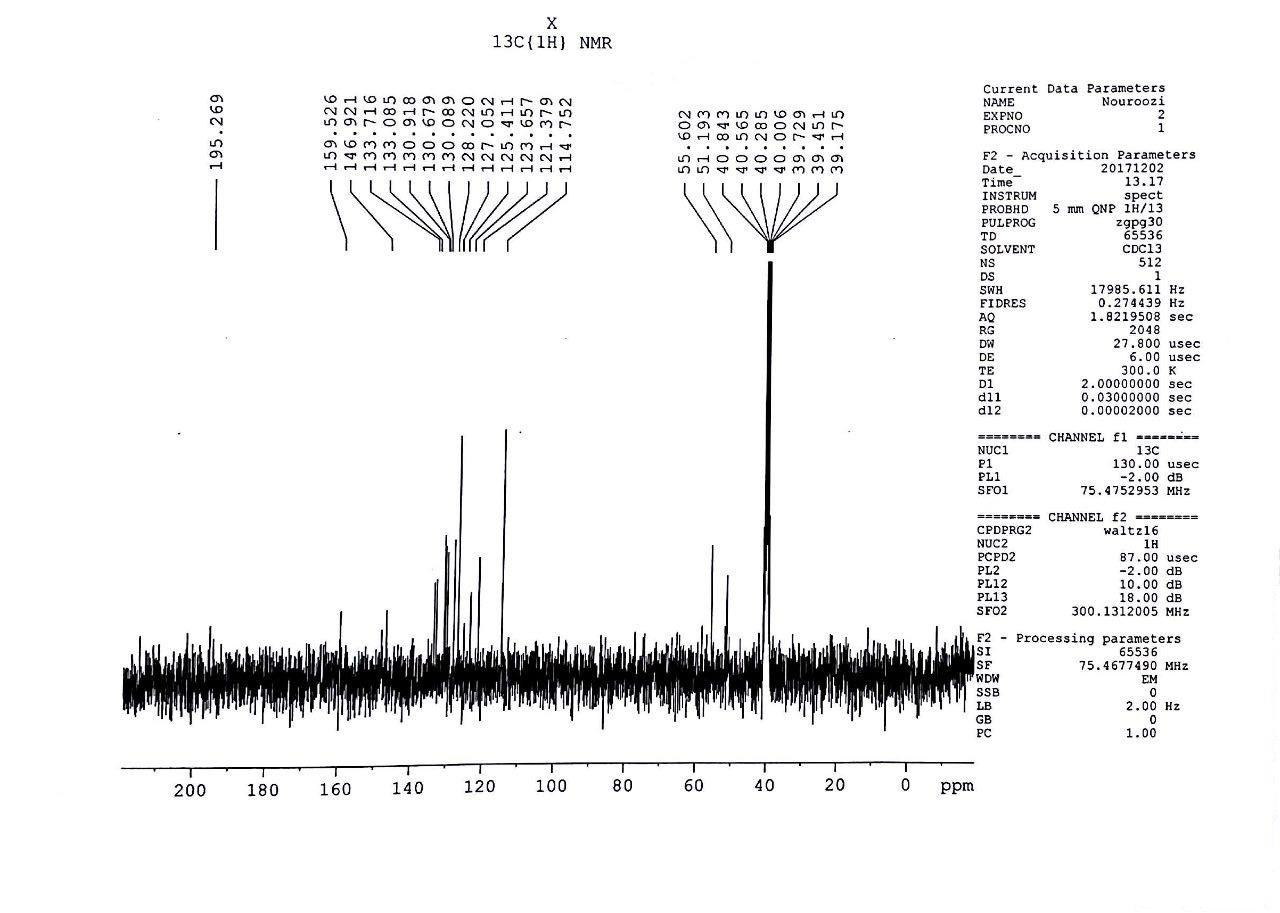 X
13C{1H} NMR
195.269
159.526
146.921
133.716
133.085
130.918
130.679
130.089
128.220
127.052
125.411
123.657
121.379
114.752
55.602
51.193
40.843
40.565
40.285
40.006
39.729
39.451
39.175
200 180 160 140 120 100 80 60 40 20 0 ppm
Current Data Parameters
NAME Nouroozi
EXPNO 2
PROCNO 1
F2 - Acquisition Parameters
Date_ 20171202
Time 13.17
INSTRUM spect
PROBHD 5 mm QNP 1H/13
PULPROG zgpg30
TD 65536
SOLVENT CDCl3
NS 512
DS 1
SWH 17985.611 Hz
FIDRES 0.274439 Hz
AQ 1.8219508 sec
RG 2048
DW 27.800 usec
DE 6.00 usec
TE 300.0 K
D1 2.00000000 sec
d11 0.03000000 sec
d12 0.00002000 sec
======== CHANNEL f1 ========
NUC1 13C
P1 130.00 usec
PL1 -2.00 dB
SFO1 75.4752953 MHz
======== CHANNEL f2 ========
CPDPRG2 waltz16
NUC2 1H
PCPD2 87.00 usec
PL2 -2.00 dB
PL12 10.00 dB
PL13 18.00 dB
SFO2 300.1312005 MHz
F2 - Processing parameters
SI 65536
SF 75.4677490 MHz
WDW EM
SSB 0
LB 2.00 Hz
GB 0
PC 1.00